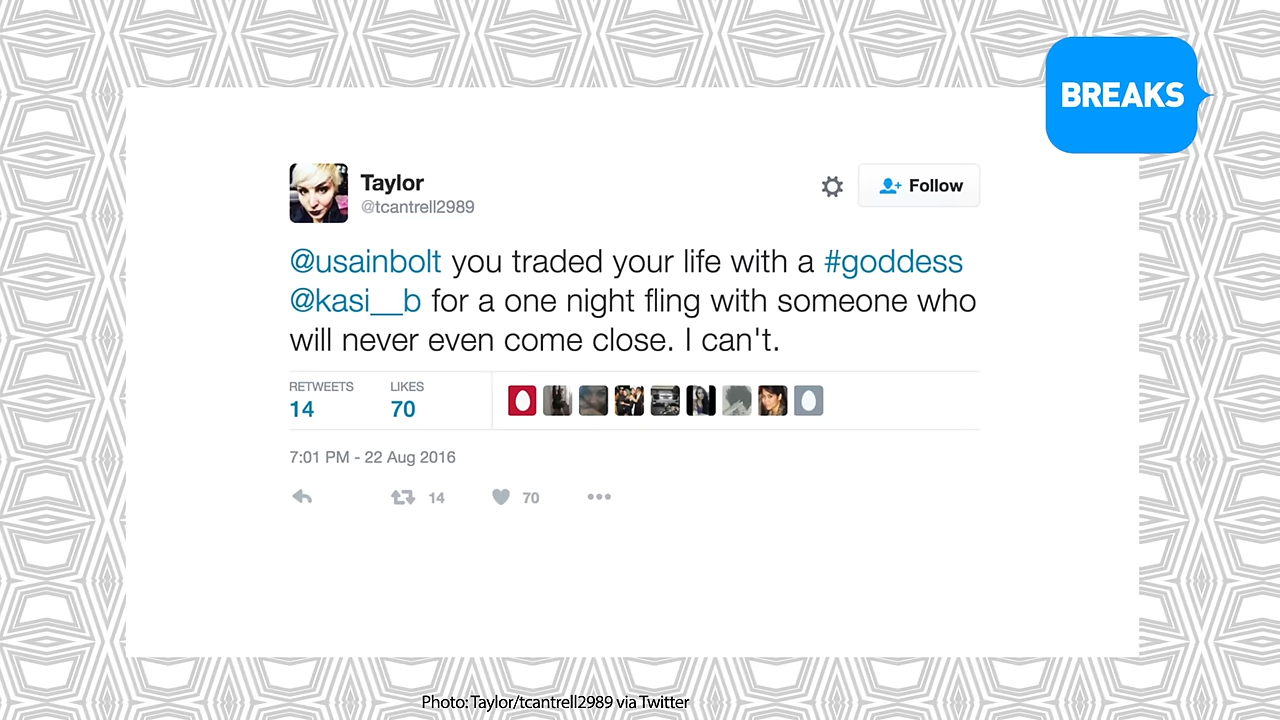 BREAKS
Taylor
@tcantrell2989
Follow
@usainbolt you traded your life with a #goddess
@kasi__b for a one night fling with someone who
will never even come close. I can't.
RETWEETS LIKES
14 70
7:01 PM - 22 Aug 2016
14 70
Photo: Taylor/tcantrell2989 via Twitter